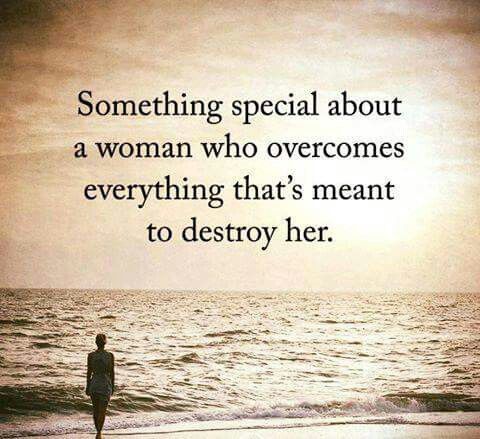 Something special about
a woman who overcomes
everything that’s meant
to destroy her.